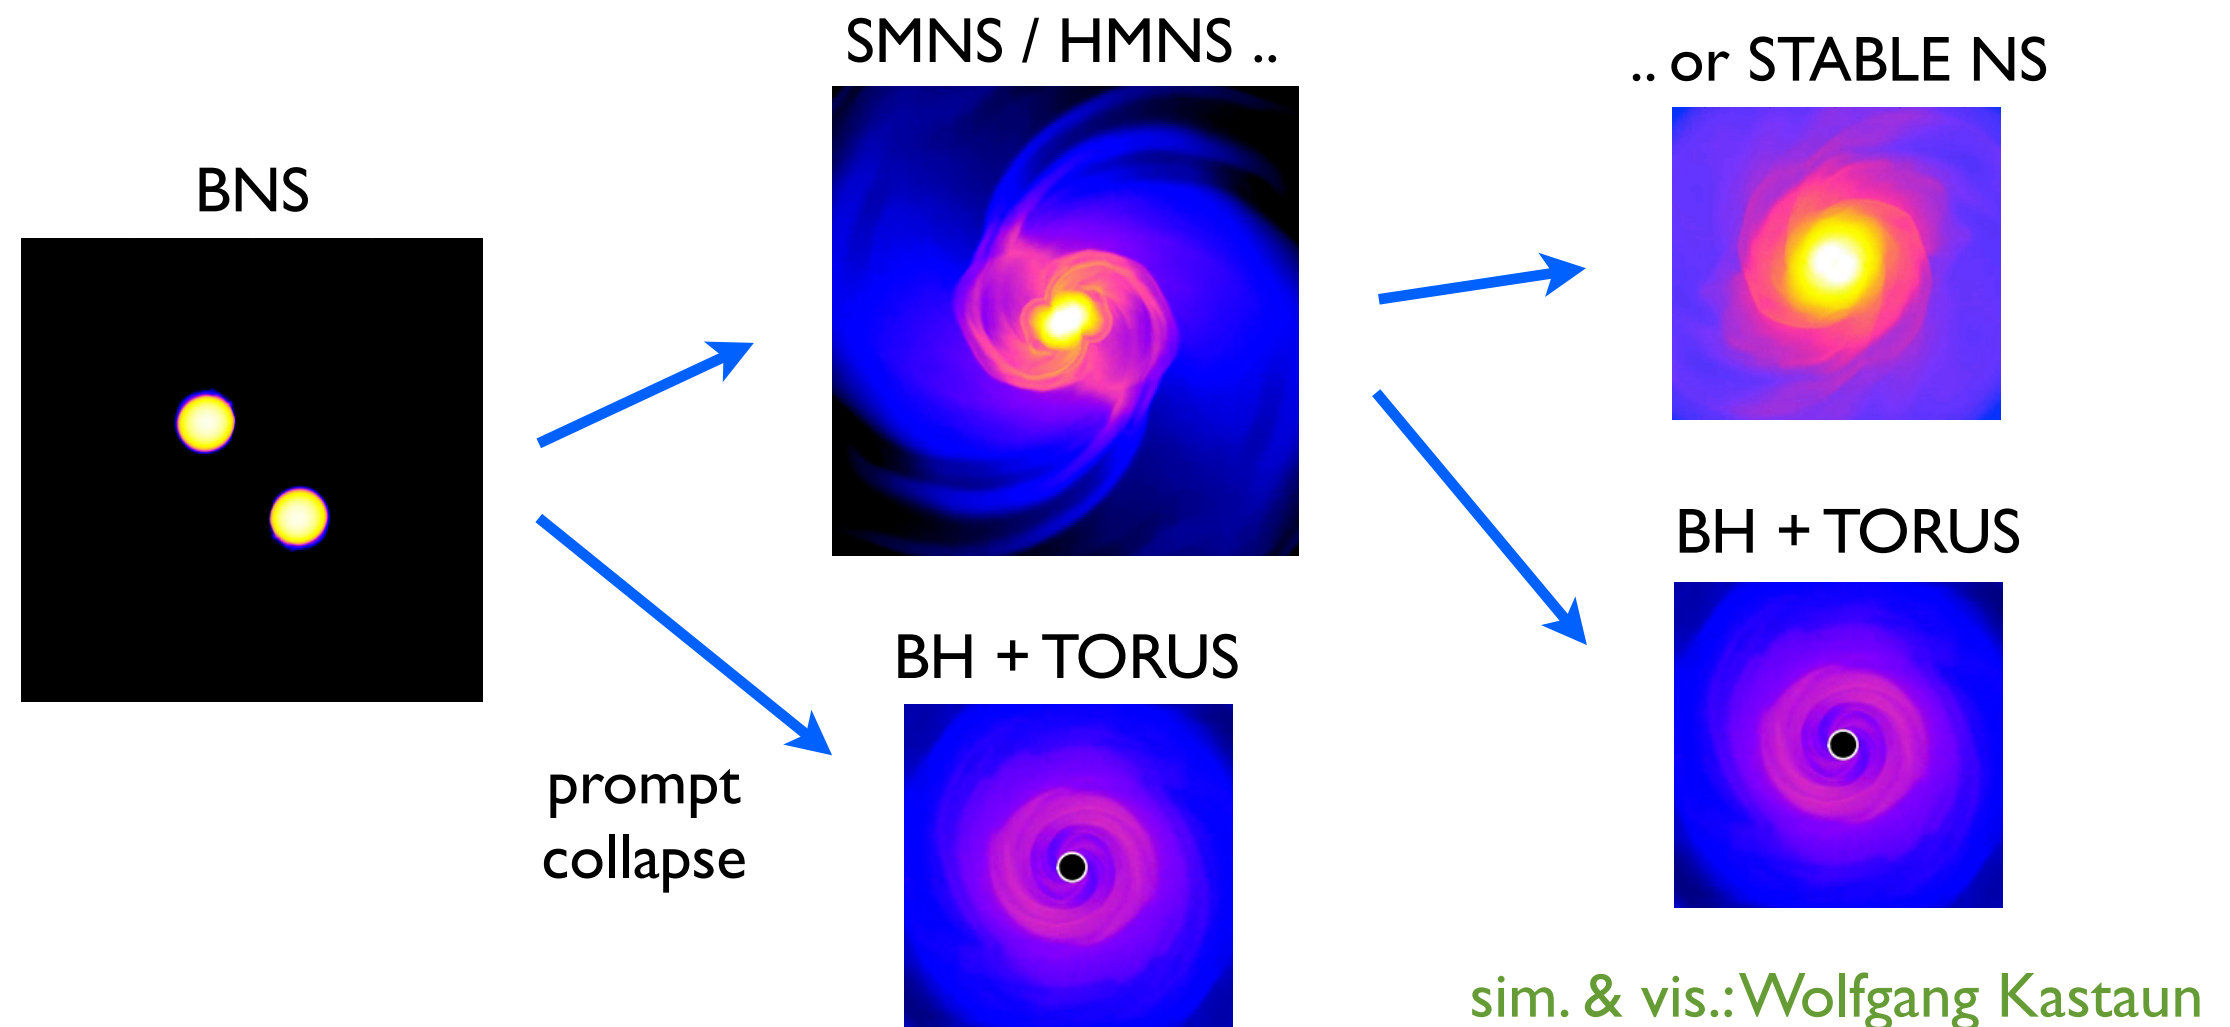 BNS
SMNS / HMNS ..
.. or STABLE NS
BH + TORUS
prompt
collapse
BH + TORUS
sim. & vis.: Wolfgang Kastaun